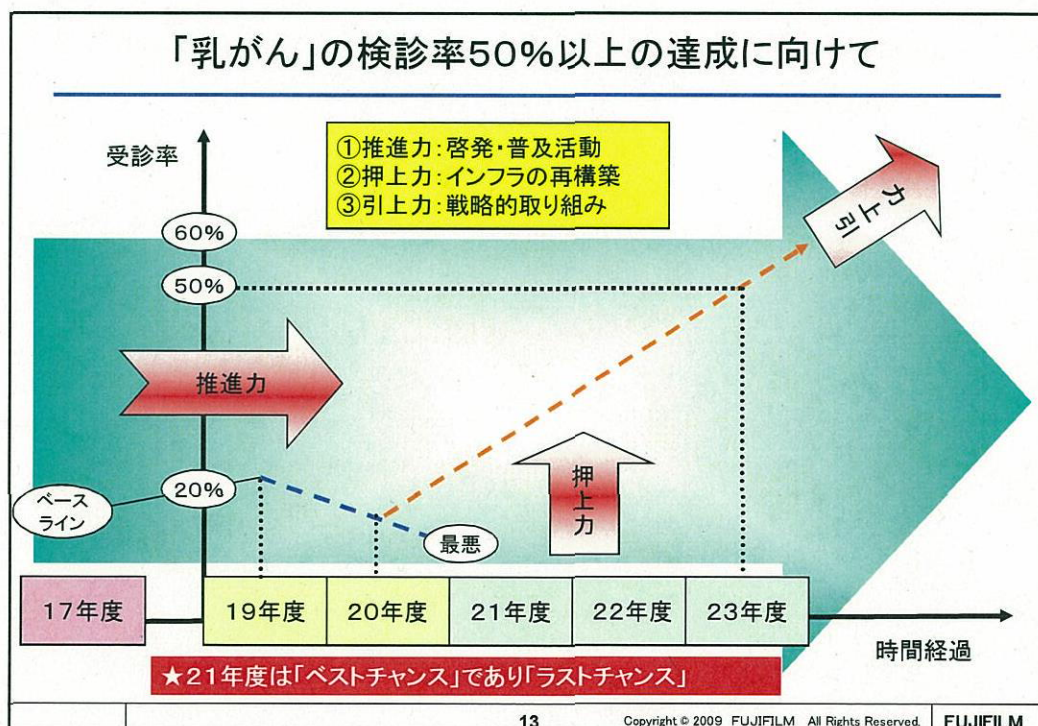 「乳がん」の検診率50%以上の達成に向けて
受診率
①推進力:啓発・普及活動
②押上力:インフラの再構築
③引上力:戦略的取り組み
引上力
60%
50%
推進力
20%
ベース
ライン
押上力
最悪
17年度
19年度
20年度
21年度
22年度
23年度
時間経過
★21年度は「ベストチャンス」であり「ラストチャンス」
13
Copyright © 2009 FUJIFILM All Rights Reserved.
FUJIFILM